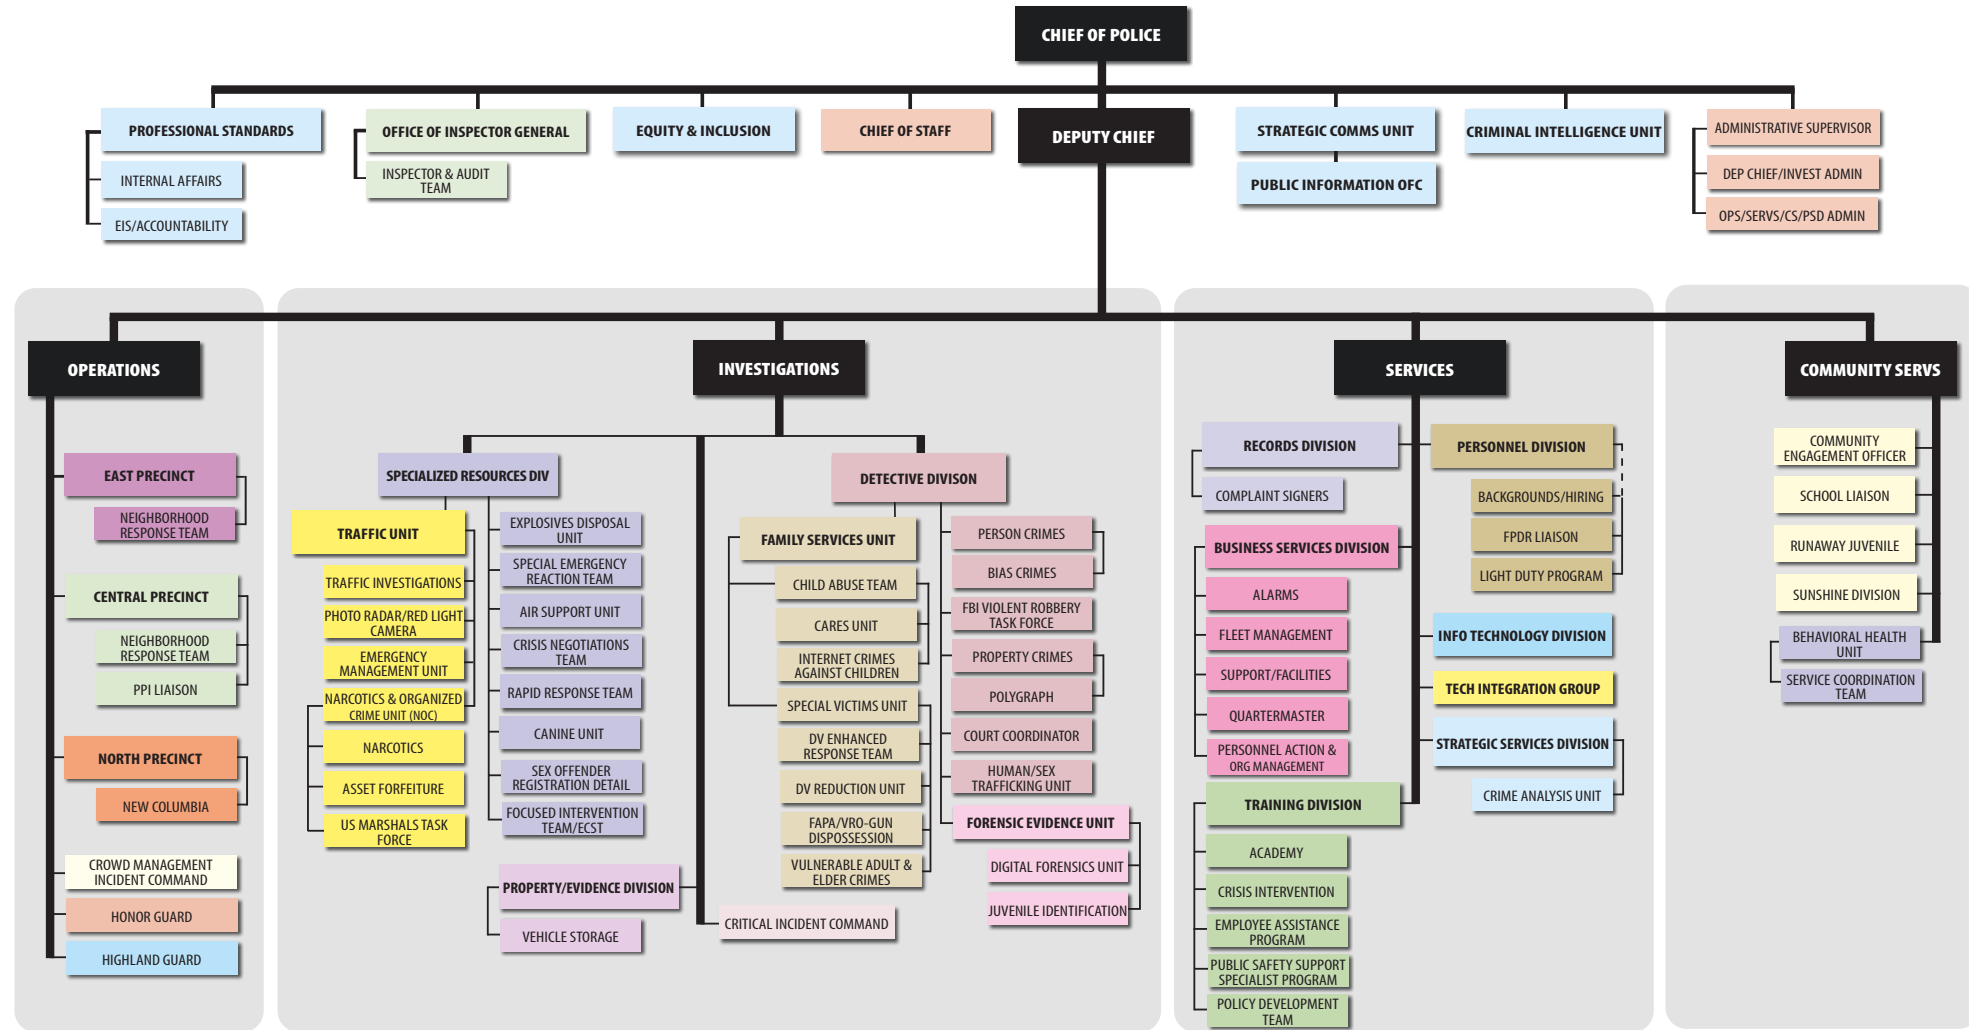 CHIEF OF POLICE
PROFESSIONAL STANDARDS
INTERNAL AFFAIRS
EIS/ACCOUNTABILITY
OFFICE OF INSPECTOR GENERAL
INSPECTOR & AUDIT
TEAM
EQUITY & INCLUSION
CHIEF OF STAFF
DEPUTY CHIEF
STRATEGIC COMMS UNIT
PUBLIC INFORMATION OFC
CRIMINAL INTELLIGENCE UNIT
ADMINISTRATIVE SUPERVISOR
DEP CHIEF/INVEST ADMIN
OPS/SERVS/CS/PSD ADMIN
OPERATIONS
EAST PRECINCT
NEIGHBORHOOD
RESPONSE TEAM
CENTRAL PRECINCT
NEIGHBORHOOD
RESPONSE TEAM
PPI LIAISON
NORTH PRECINCT
NEW COLUMBIA
CROWD MANAGEMENT
INCIDENT COMMAND
HONOR GUARD
HIGHLAND GUARD
INVESTIGATIONS
SPECIALIZED RESOURCES DIV
TRAFFIC UNIT
TRAFFIC INVESTIGATIONS
PHOTO RADAR/RED LIGHT
CAMERA
EMERGENCY
MANAGEMENT UNIT
NARCOTICS & ORGANIZED
CRIME UNIT (NOC)
NARCOTICS
ASSET FORFEITURE
US MARSHALS TASK
FORCE
EXPLOSIVES DISPOSAL
UNIT
SPECIAL EMERGENCY
REACTION TEAM
AIR SUPPORT UNIT
CRISIS NEGOTIATIONS
TEAM
RAPID RESPONSE TEAM
CANINE UNIT
SEX OFFENDER
REGISTRATION DETAIL
FOCUSED INTERVENTION
TEAM/ECST
PROPERTY/EVIDENCE DIVISION
VEHICLE STORAGE
CRITICAL INCIDENT COMMAND
DETECTIVE DIVISON
FAMILY SERVICES UNIT
CHILD ABUSE TEAM
CARES UNIT
INTERNET CRIMES
AGAINST CHILDREN
SPECIAL VICTIMS UNIT
DV ENHANCED
RESPONSE TEAM
DV REDUCTION UNIT
FAPA/VRO-GUN
DISPOSSESSION
VULNERABLE ADULT &
ELDER CRIMES
PERSON CRIMES
BIAS CRIMES
FBI VIOLENT ROBBERY
TASK FORCE
PROPERTY CRIMES
POLYGRAPH
COURT COORDINATOR
HUMAN/SEX
TRAFFICKING UNIT
FORENSIC EVIDENCE UNIT
DIGITAL FORENSICS UNIT
JUVENILE IDENTIFICATION
SERVICES
RECORDS DIVISION
COMPLAINT SIGNERS
BUSINESS SERVICES DIVISION
ALARMS
FLEET MANAGEMENT
SUPPORT/FACILITIES
QUARTERMASTER
PERSONNEL ACTION &
ORG MANAGEMENT
TRAINING DIVISION
ACADEMY
CRISIS INTERVENTION
EMPLOYEE ASSISTANCE
PROGRAM
PUBLIC SAFETY SUPPORT
SPECIALIST PROGRAM
POLICY DEVELOPMENT
TEAM
PERSONNEL DIVISION
BACKGROUNDS/HIRING
FPDR LIAISON
LIGHT DUTY PROGRAM
INFO TECHNOLOGY DIVISION
TECH INTEGRATION GROUP
STRATEGIC SERVICES DIVISION
CRIME ANALYSIS UNIT
COMMUNITY SERVS
COMMUNITY
ENGAGEMENT OFFICER
SCHOOL LIAISON
RUNAWAY JUVENILE
SUNSHINE DIVISION
BEHAVIORAL HEALTH
UNIT
SERVICE COORDINATION
TEAM